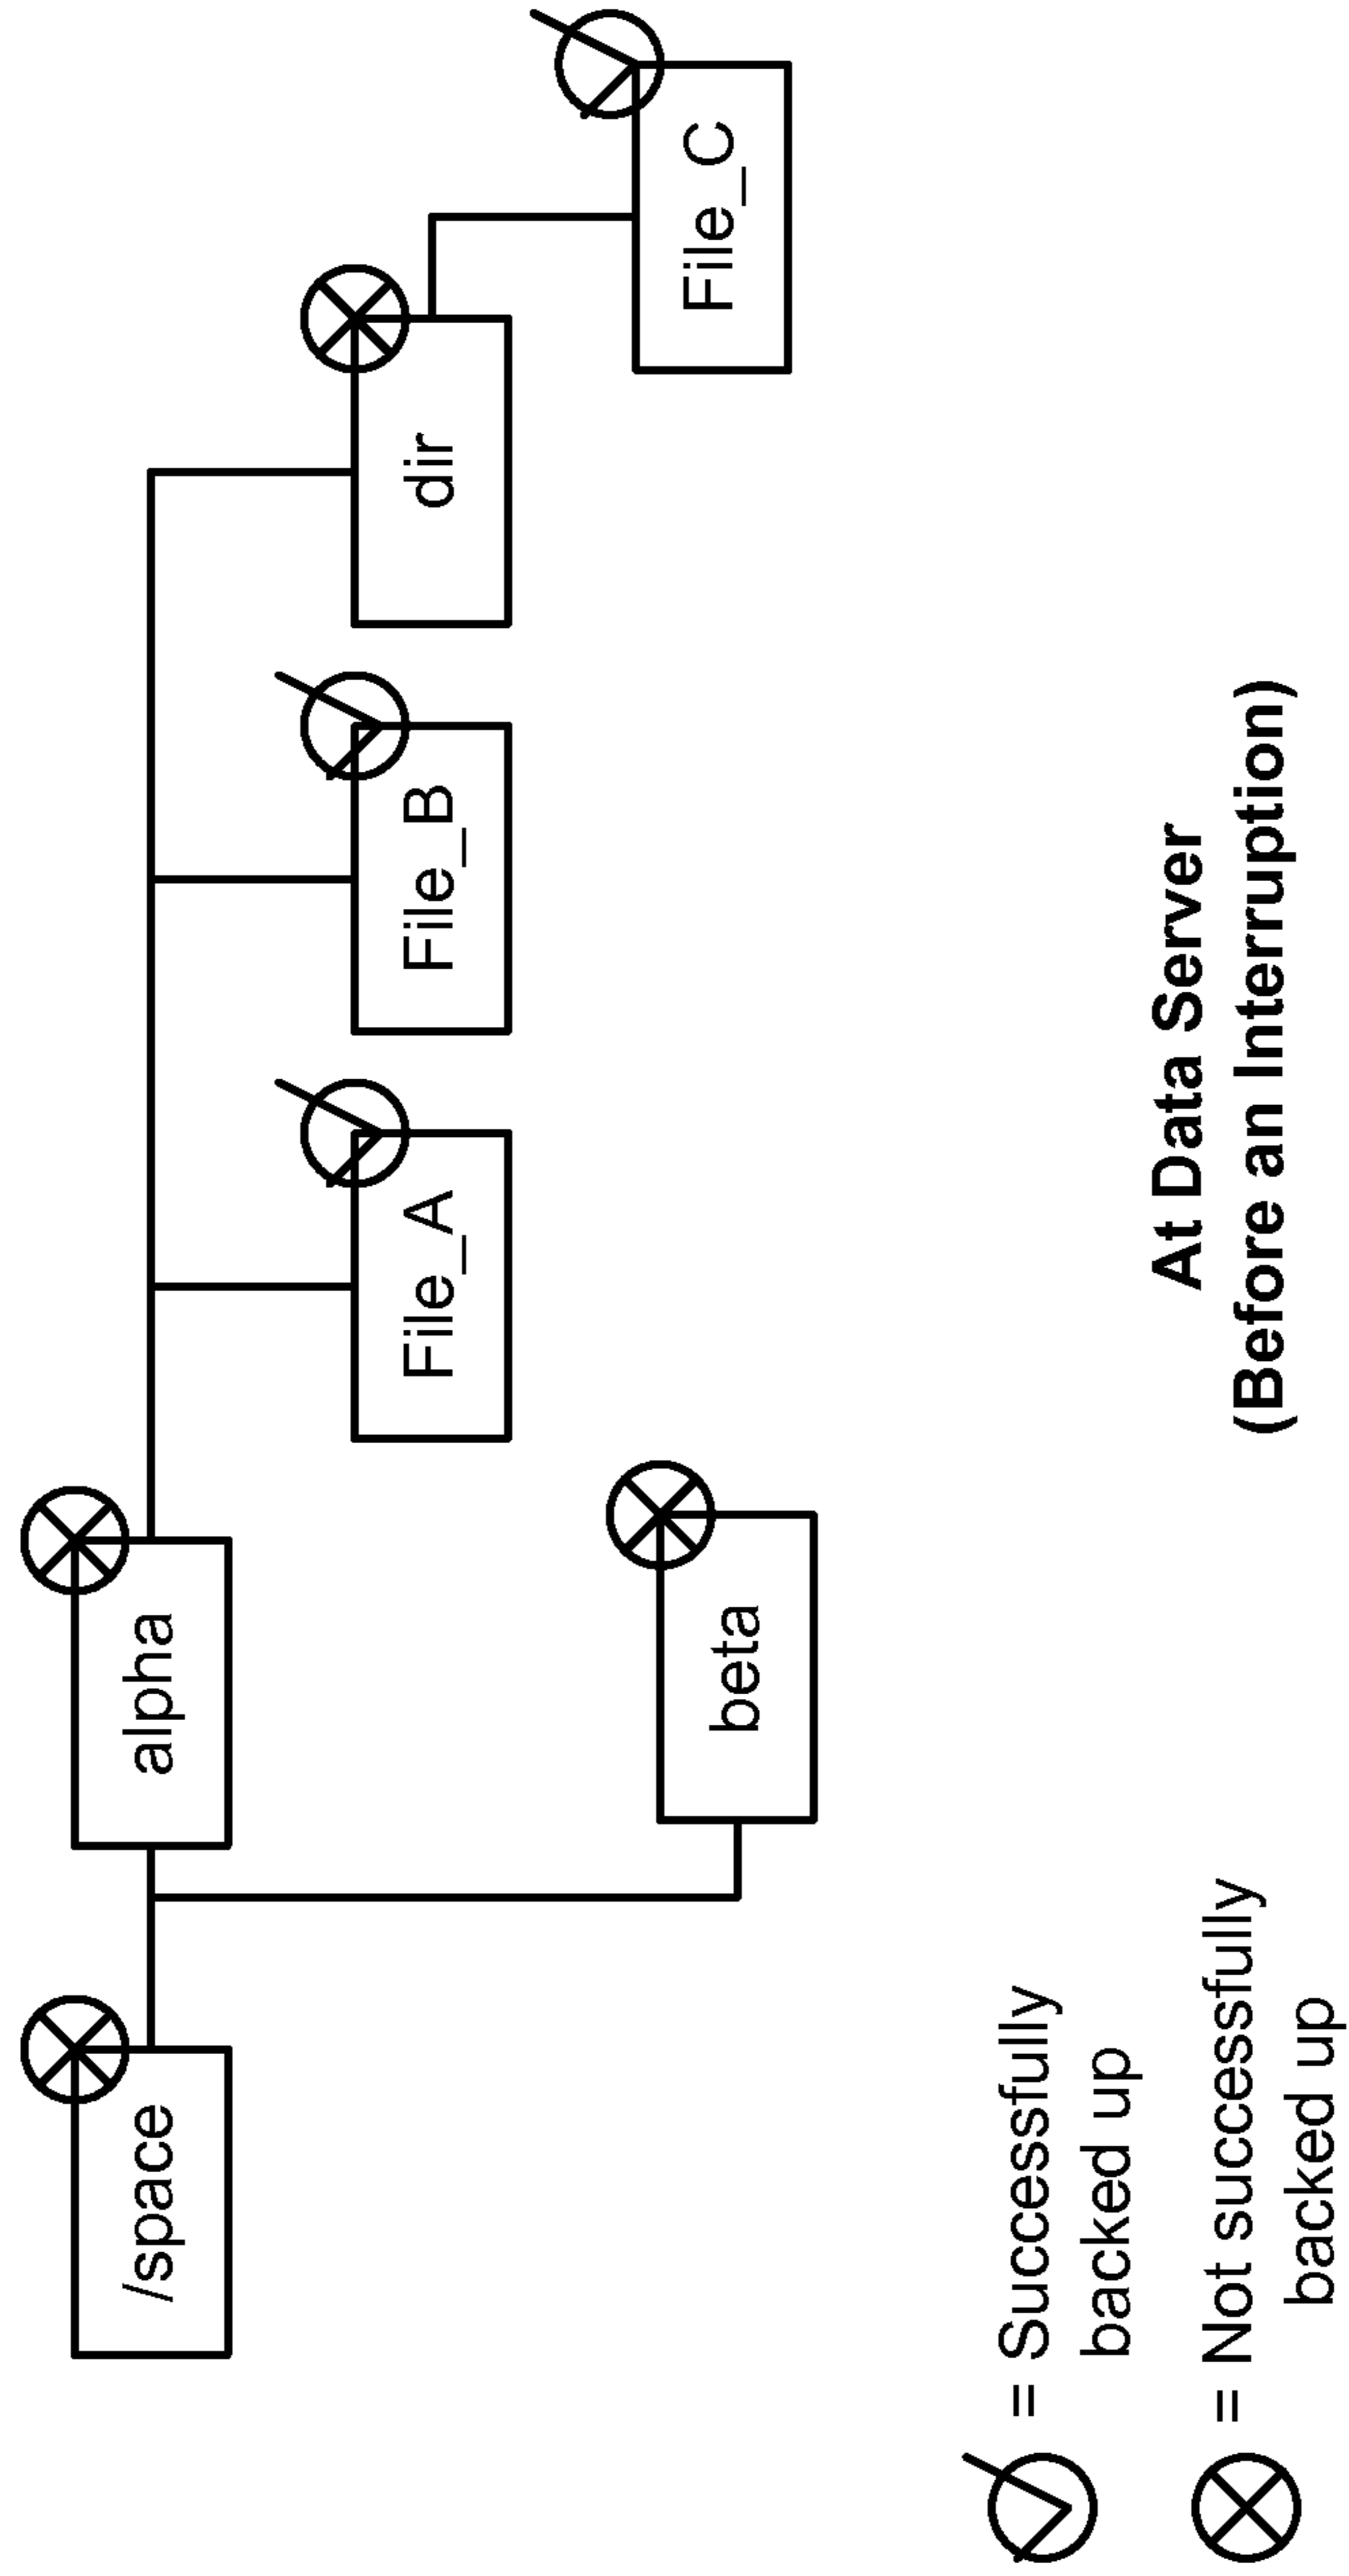 /space
alpha
File_A
File_B
dir
File_C
beta
= Successfully
backed up
= Not successfully
backed up
At Data Server
(Before an Interruption)